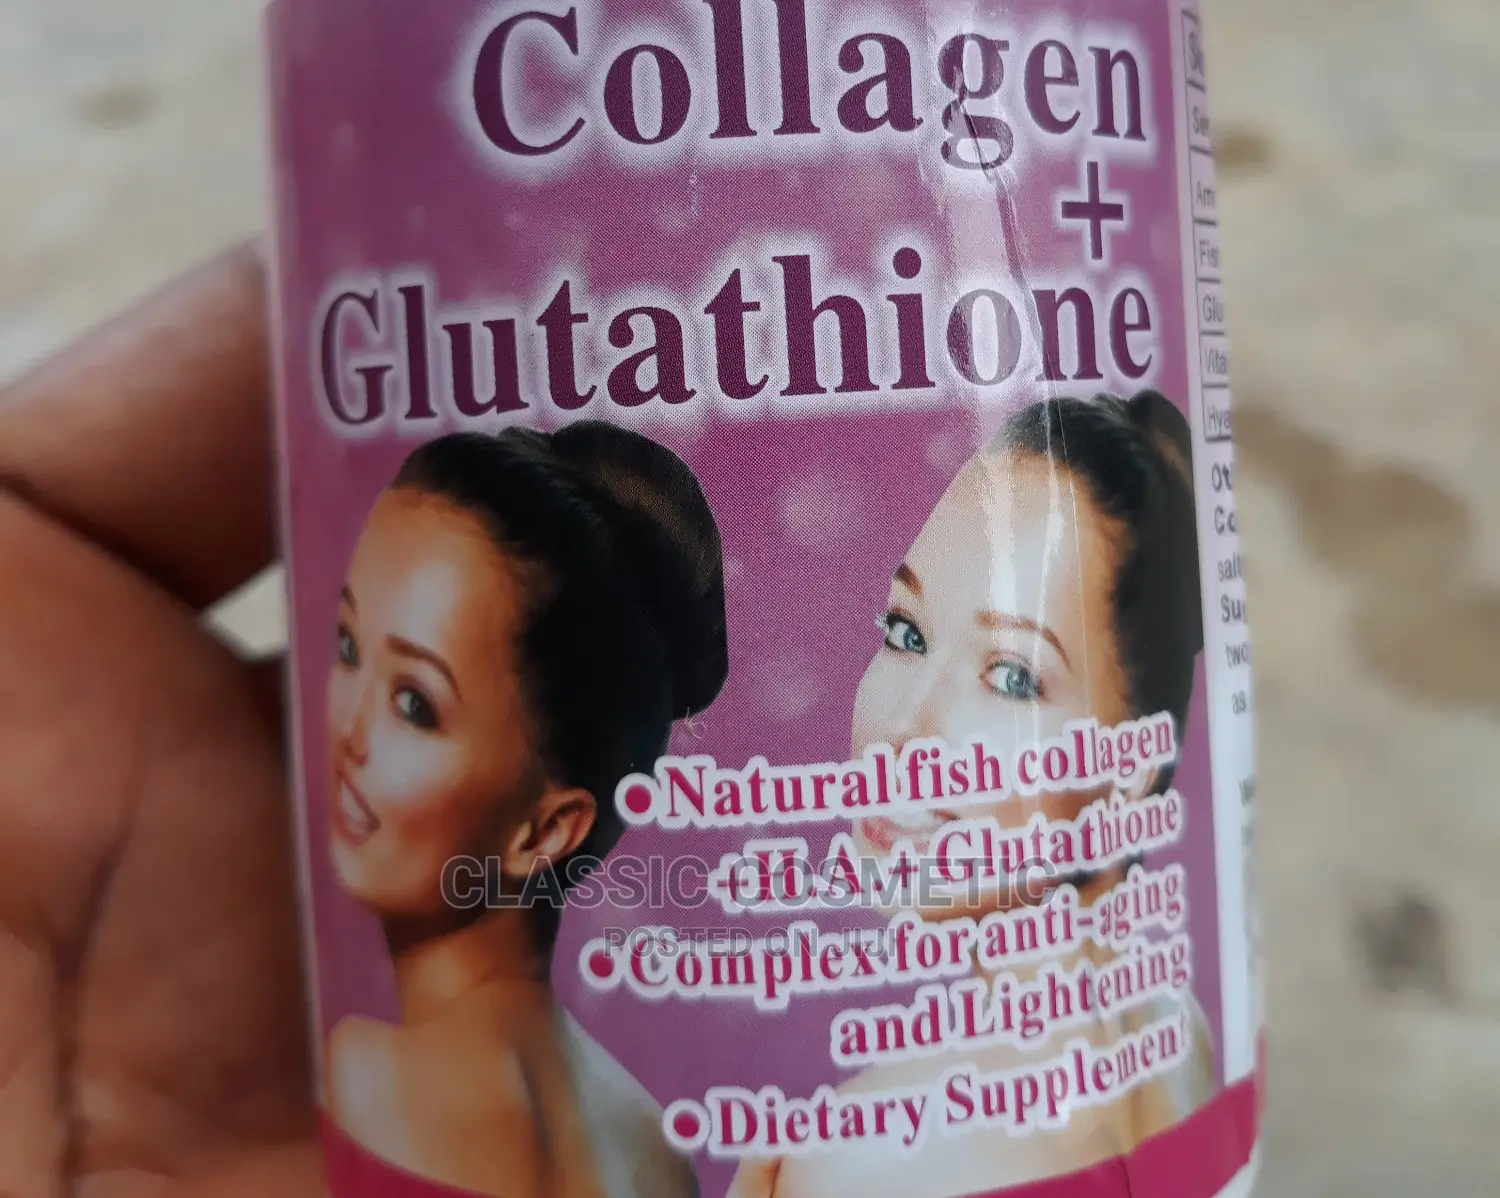 Collagen
+
Glutathione
•Natural fish collagen
+H.A.+Glutathione
•Complex for anti-aging
and Lightening
•Dietary Supplement
CLASSIC COSMETIC
POSTED ON JIJI